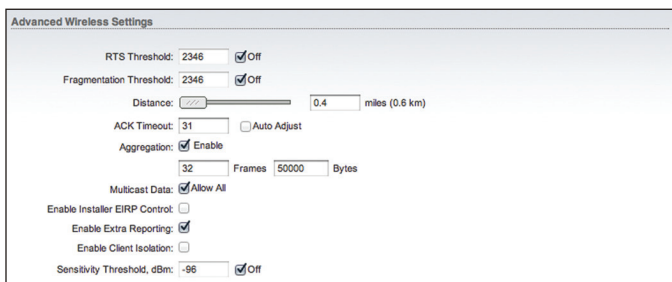 Advanced Wireless Settings
RTS Threshold: 2346 Off
Fragmentation Threshold: 2346 Off
Distance: 0.4 miles (0.6 km)
ACK Timeout: 31 Auto Adjust
Aggregation: Enable
32 Frames 50000 Bytes
Multicast Data: Allow All
Enable Installer EIRP Control:
Enable Extra Reporting:
Enable Client Isolation:
Sensitivity Threshold, dBm: -96 Off